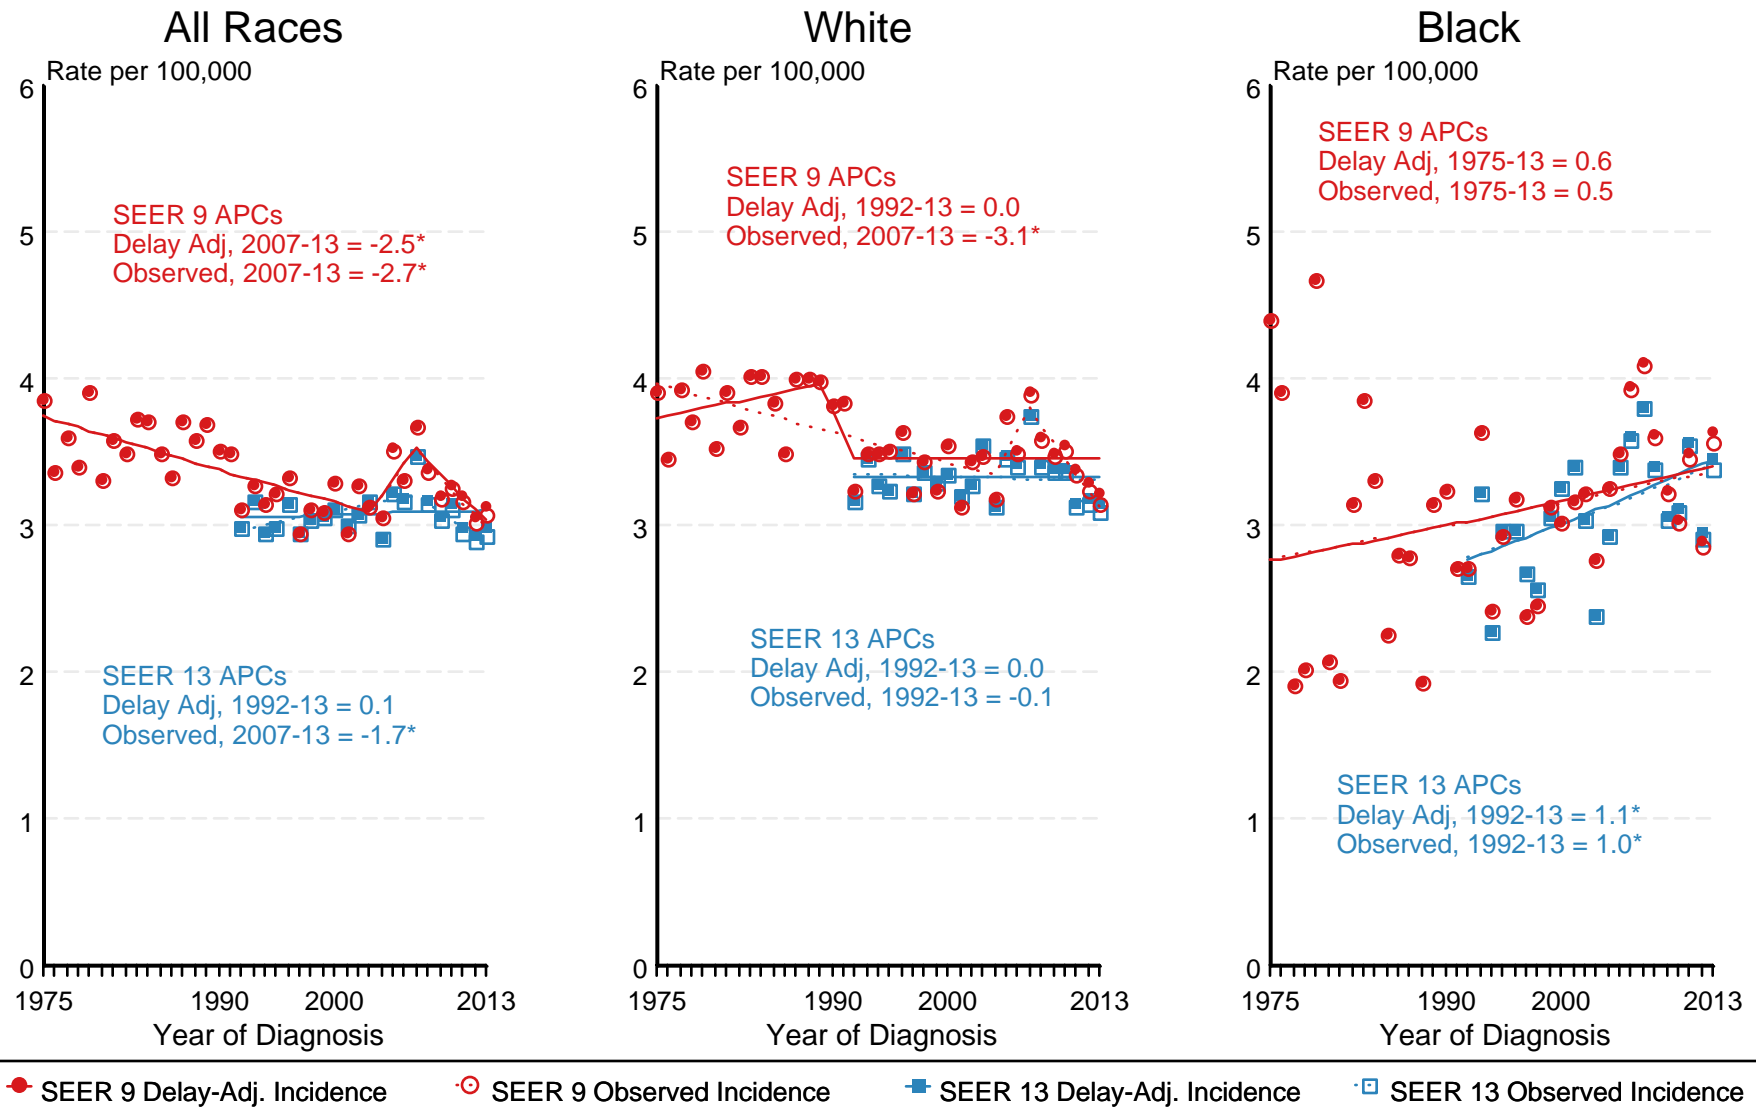 All Races
Rate per 100,000
6
5
4
3
2
1
0
SEER 9 APCs
Delay Adj, 2007-13 = -2.5*
Observed, 2007-13 = -2.7*
SEER 13 APCs
Delay Adj, 1992-13 = 0.1
Observed, 2007-13 = -1.7*
1975 1990 2000 2013
Year of Diagnosis
White
Rate per 100,000
6
5
4
3
2
1
0
SEER 9 APCs
Delay Adj, 1992-13 = 0.0
Observed, 2007-13 = -3.1*
SEER 13 APCs
Delay Adj, 1992-13 = 0.0
Observed, 1992-13 = -0.1
1975 1990 2000 2013
Year of Diagnosis
Black
Rate per 100,000
6
5
4
3
2
1
0
SEER 9 APCs
Delay Adj, 1975-13 = 0.6
Observed, 1975-13 = 0.5
SEER 13 APCs
Delay Adj, 1992-13 = 1.1*
Observed, 1992-13 = 1.0*
1975 1990 2000 2013
Year of Diagnosis
SEER 9 Delay-Adj. Incidence SEER 9 Observed Incidence SEER 13 Delay-Adj. Incidence SEER 13 Observed Incidence